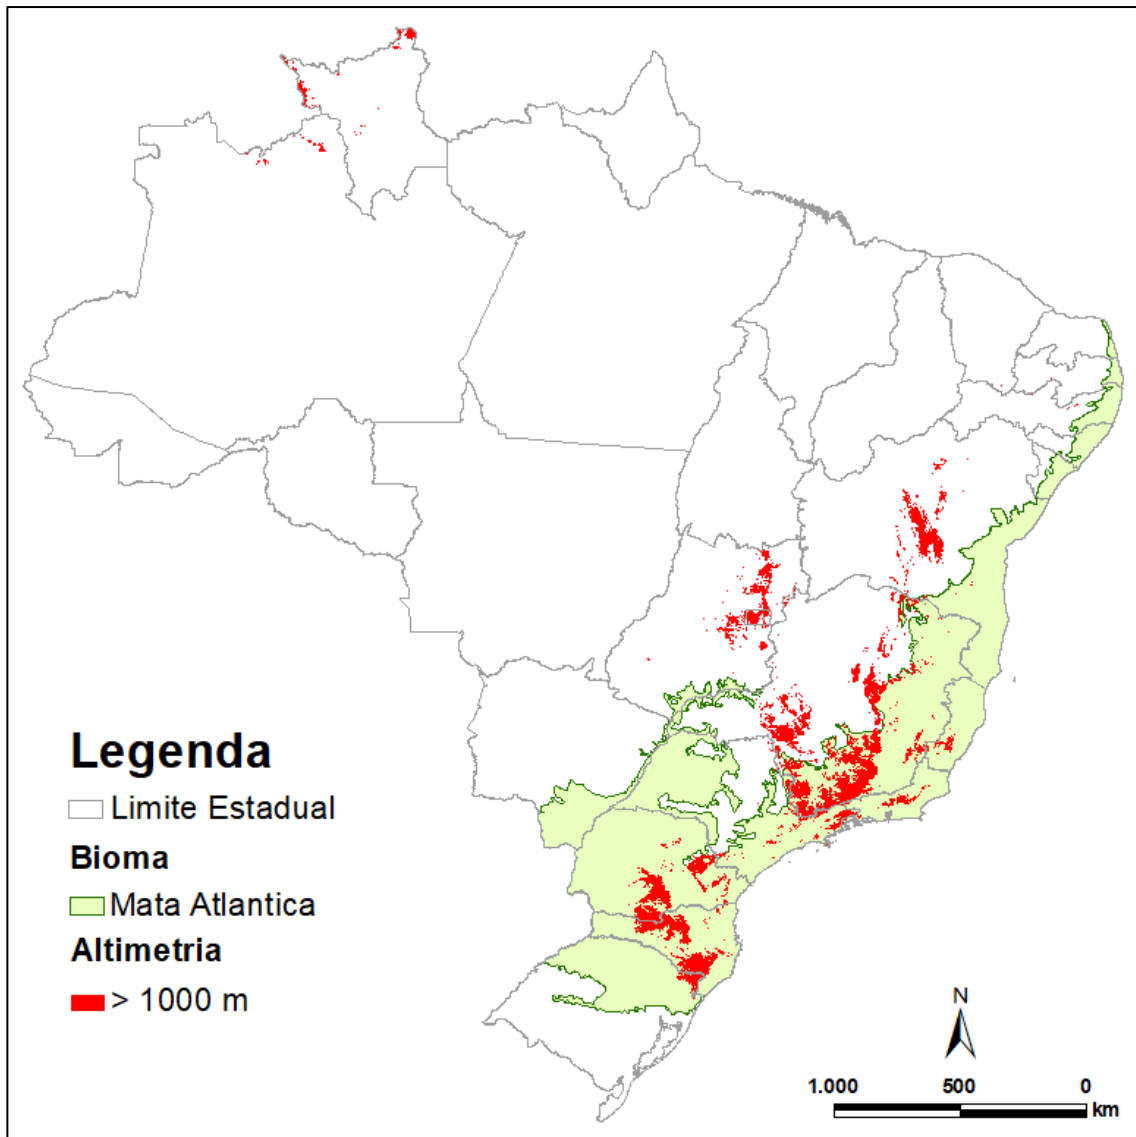 Legenda
Limite Estadual
Bioma
Mata Atlantica
Altimetria
> 1000 m
N
1.000 500 0
km